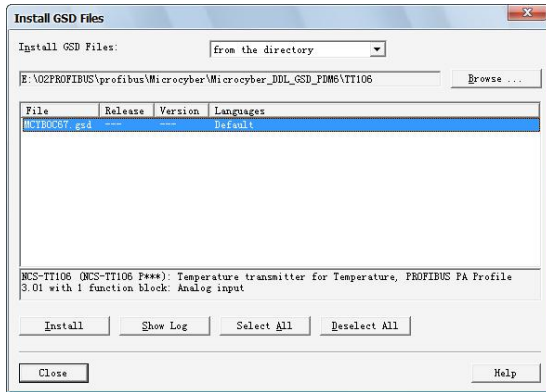 Install GSD Files
Install GSD Files: from the directory
E:\02PROFIBUS\profibus\Microcyber\Microcyber_DDL_GSD_PDM6\TT106 Browse ...
File Release Version Languages
MCYB0C67.gsd --- --- Default
NCS-TT106 (NCS-TT106 P***): Temperature transmitter for Temperature, PROFIBUS PA Profile
3.01 with 1 function block: Analog input
Install Show Log Select All Deselect All
Close Help